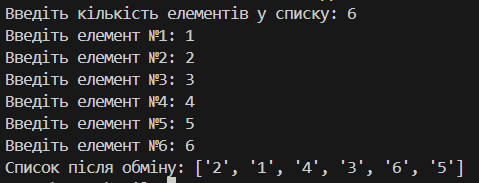 Введіть кількість елементів у списку: 6
Введіть елемент №1: 1
Введіть елемент №2: 2
Введіть елемент №3: 3
Введіть елемент №4: 4
Введіть елемент №5: 5
Введіть елемент №6: 6
Список після обміну: ['2', '1', '4', '3', '6', '5']